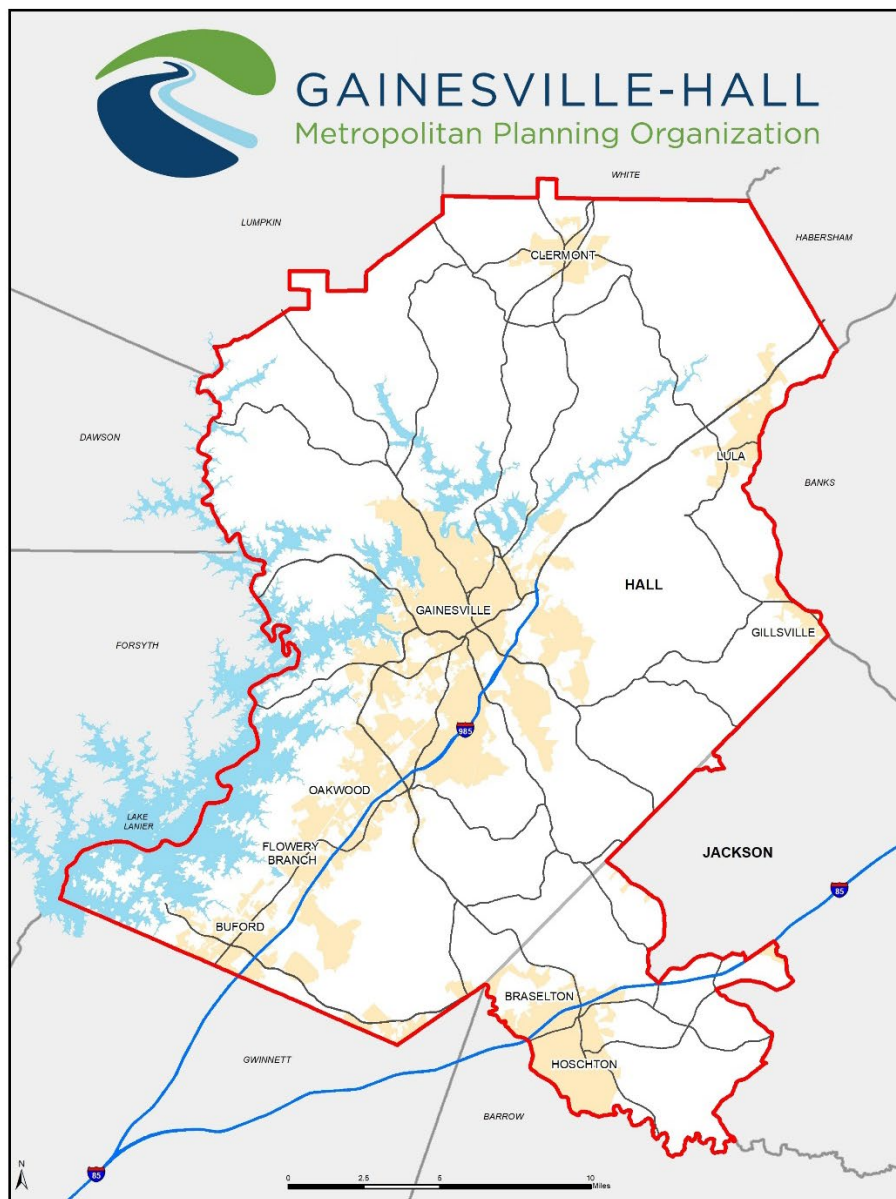 GAINESVILLE-HALL
Metropolitan Planning Organization
WHITE
LUMPKIN
HABERSHAM
CLERMONT
DAWSON
LULA
BANKS
HALL
GAINESVILLE
GILLSVILLE
FORSYTH
985
OAKWOOD
LAKE
LANIER
FLOWERY
BRANCH
JACKSON
85
BUFORD
BRASELTON
GWINNETT
HOSCHTON
BARROW
85
N
0 2.5 5 10
Miles